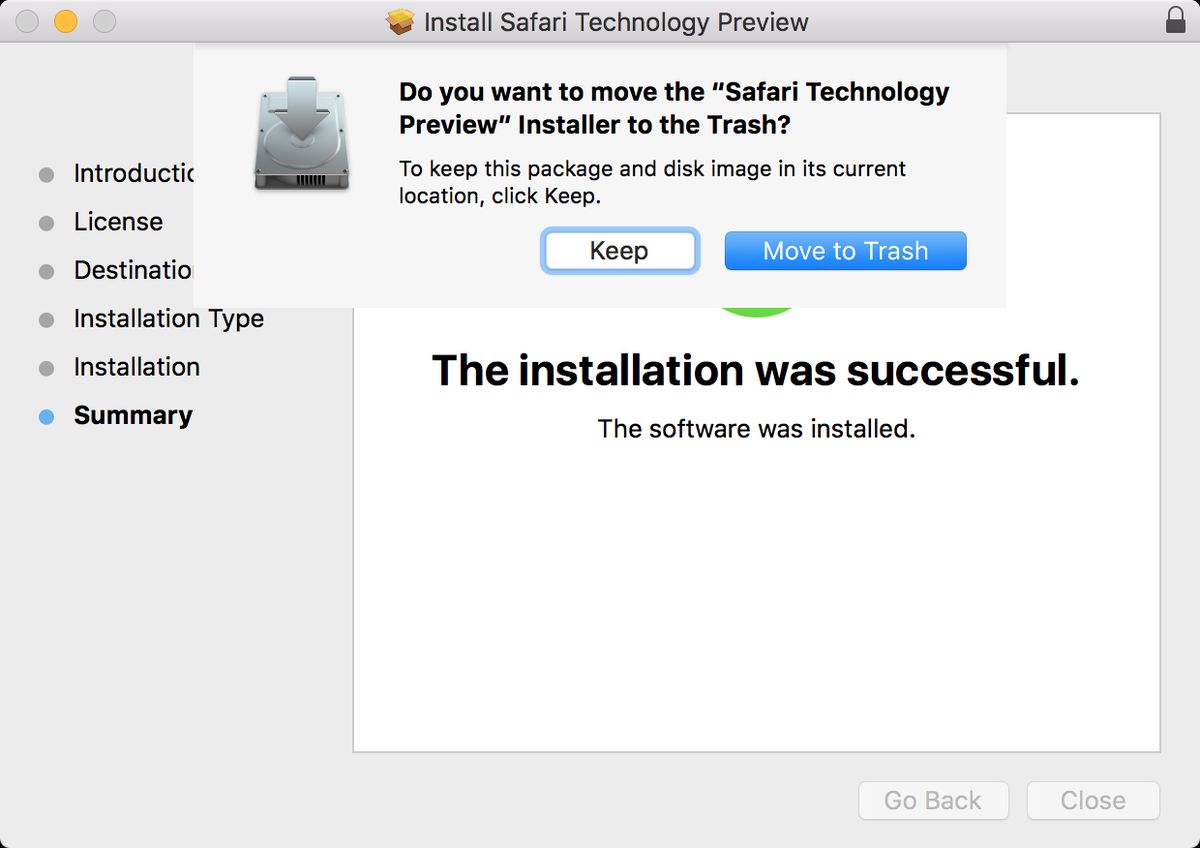 Install Safari Technology Preview
Do you want to move the “Safari Technology
Preview” Installer to the Trash?
To keep this package and disk image in its current
location, click Keep.
Keep
Move to Trash
Introductio
License
Destinatio
Installation Type
Installation
Summary
The installation was successful.
The software was installed.
Go Back
Close